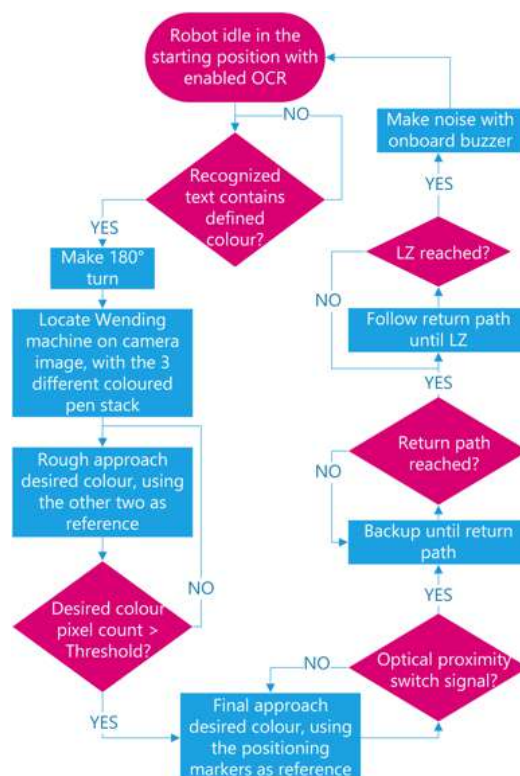 Robot idle in the
starting position with
enabled OCR
NO
Recognized
text contains
defined
colour?
YES
Make 180°
turn
Locate Wending
machine on camera
image, with the 3
different coloured
pen stack
Rough approach
desired colour, using
the other two as
reference
NO
Desired colour
pixel count >
Threshold?
YES
Final approach
desired colour, using
the positioning
markers as reference
NO
Optical proximity
switch signal?
YES
Backup until return
path
NO
Return path
reached?
YES
Follow return path
until LZ
NO
LZ reached?
YES
Make noise with
onboard buzzer